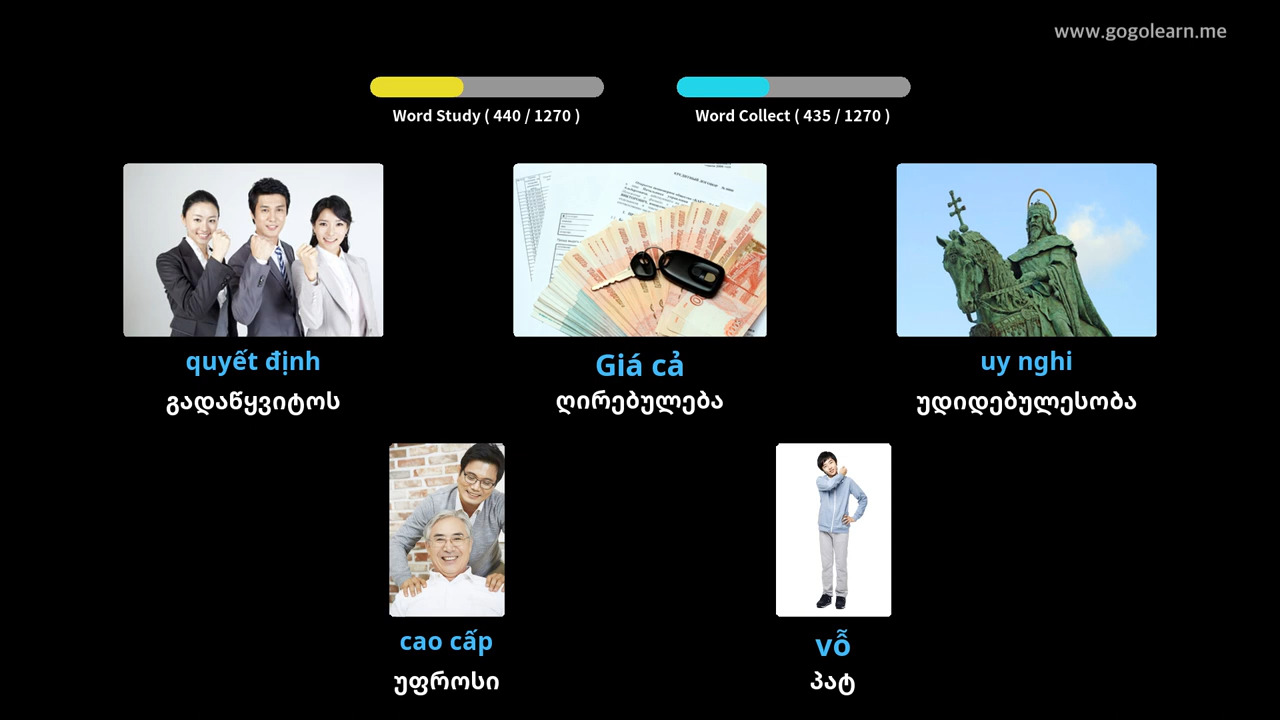 www.gogolearn.me
Word Study ( 440 / 1270 )
Word Collect ( 435 / 1270 )
quyết định
გადაწყვიტოს
Giá cả
ღირებულება
uy nghi
უდიდებულესობა
cao cấp
უფროსი
vỗ
პატ